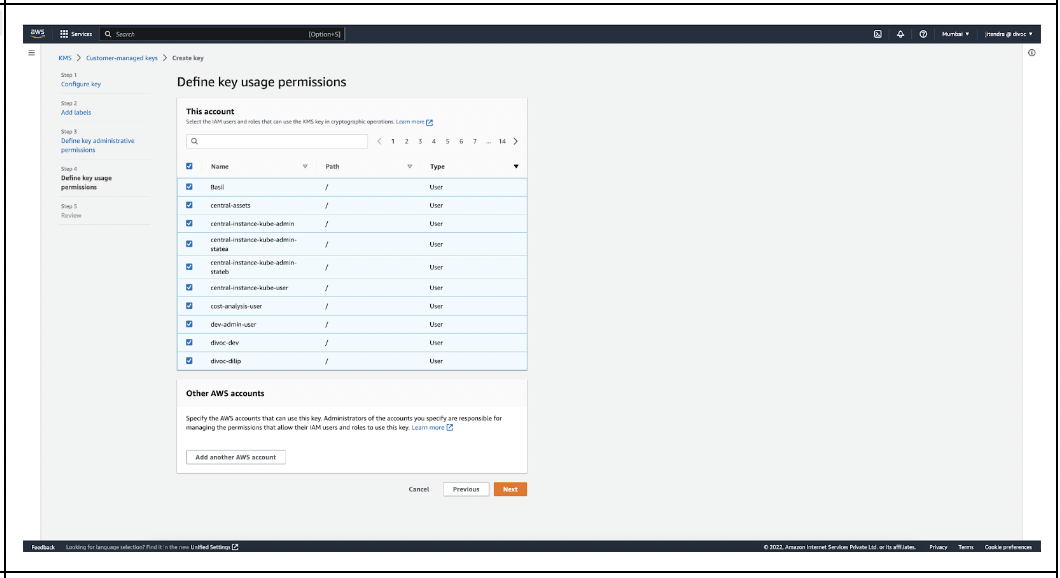 aws
Services
Search
[Option+S]
Mumbai
jitendra @ divoc
KMS > Customer-managed keys > Create key
Step 1
Configure key
Step 2
Add labels
Step 3
Define key administrative
permissions
Step 4
Define key usage
permissions
Step 5
Review
Define key usage permissions
This account
Select the IAM users and roles that can use the KMS key in cryptographic operations. Learn more
< 1 2 3 4 5 6 7 ... 14 >
Name Path Type
Basil / User
central-assets / User
central-instance-kube-admin / User
central-instance-kube-admin-
statea / User
central-instance-kube-admin-
stateb / User
central-instance-kube-user / User
cost-analysis-user / User
dev-admin-user / User
divoc-dev / User
divoc-dilip / User
Other AWS accounts
Specify the AWS accounts that can use this key. Administrators of the accounts you specify are responsible for
managing the permissions that allow their IAM users and roles to use this key. Learn more
Add another AWS account
Cancel Previous Next
Feedback Looking for language selection? Find it in the new Unified Settings © 2022, Amazon Internet Services Private Ltd. or its affiliates. Privacy Terms Cookie preferences